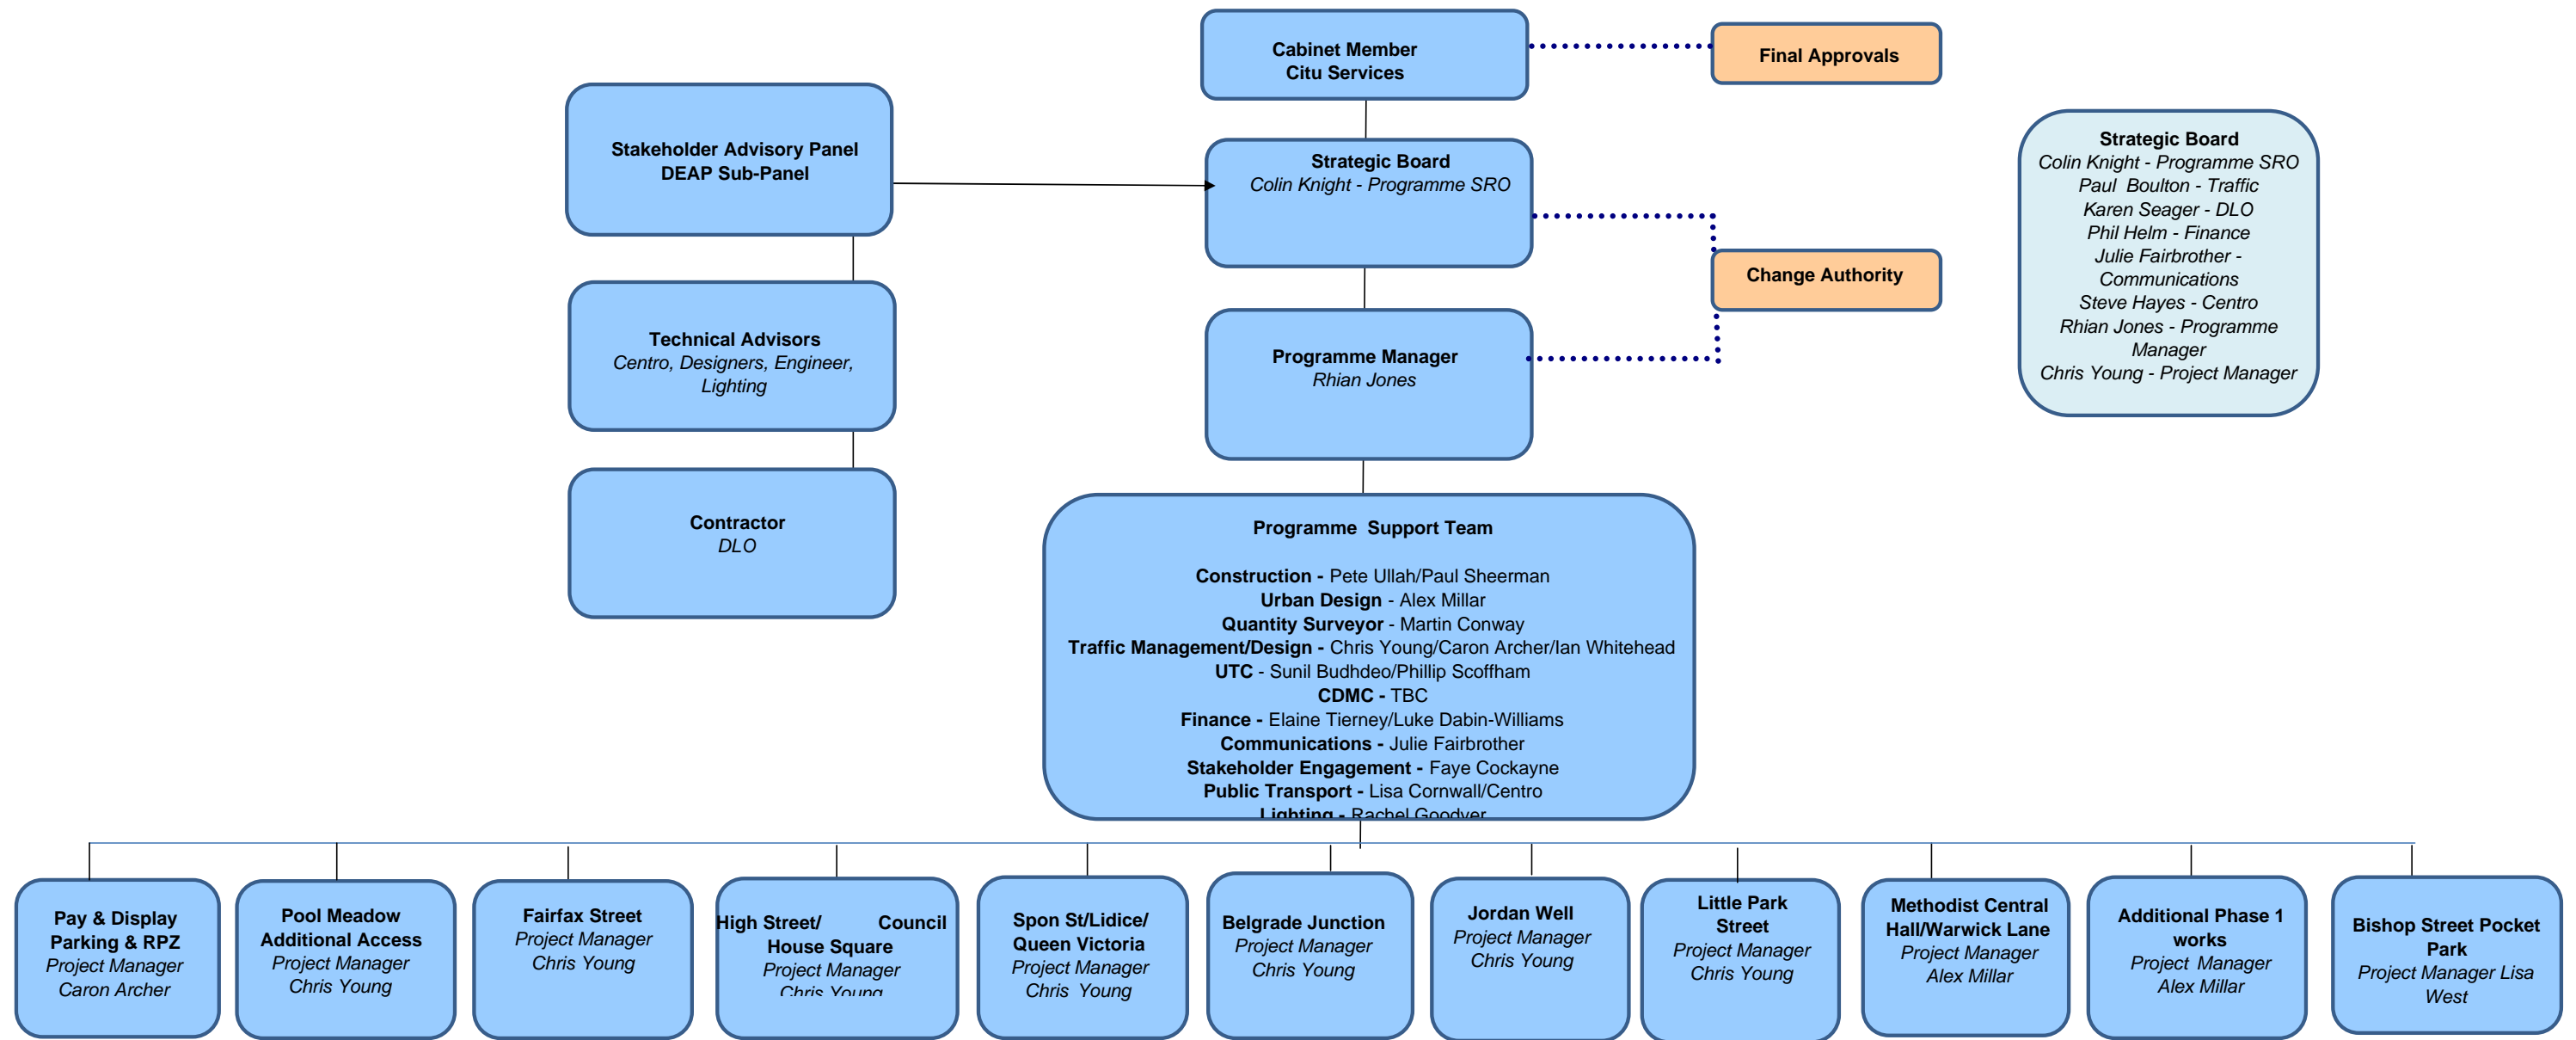 Cabinet Member
Citu Services
Final Approvals
Stakeholder Advisory Panel
DEAP Sub-Panel
Strategic Board
Colin Knight - Programme SRO
Strategic Board
Colin Knight - Programme SRO
Paul Boulton - Traffic
Karen Seager - DLO
Phil Helm - Finance
Julie Fairbrother -
Communications
Steve Hayes - Centro
Rhian Jones - Programme
Manager
Chris Young - Project Manager
Change Authority
Technical Advisors
Centro, Designers, Engineer,
Lighting
Programme Manager
Rhian Jones
Contractor
DLO
Programme Support Team
Construction - Pete Ullah/Paul Sheerman
Urban Design - Alex Millar
Quantity Surveyor - Martin Conway
Traffic Management/Design - Chris Young/Caron Archer/Ian Whitehead
UTC - Sunil Budhdeo/Phillip Scoffham
CDMC - TBC
Finance - Elaine Tierney/Luke Dabin-Williams
Communications - Julie Fairbrother
Stakeholder Engagement - Faye Cockayne
Public Transport - Lisa Cornwall/Centro
Lighting - Rachel Goodyer
Pay & Display
Parking & RPZ
Project Manager
Caron Archer
Pool Meadow
Additional Access
Project Manager
Chris Young
Fairfax Street
Project Manager
Chris Young
High Street/ Council
House Square
Project Manager
Chris Young
Spon St/Lidice/
Queen Victoria
Project Manager
Chris Young
Belgrade Junction
Project Manager
Chris Young
Jordan Well
Project Manager
Chris Young
Little Park
Street
Project Manager
Chris Young
Methodist Central
Hall/Warwick Lane
Project Manager
Alex Millar
Additional Phase 1
works
Project Manager
Alex Millar
Bishop Street Pocket
Park
Project Manager Lisa
West